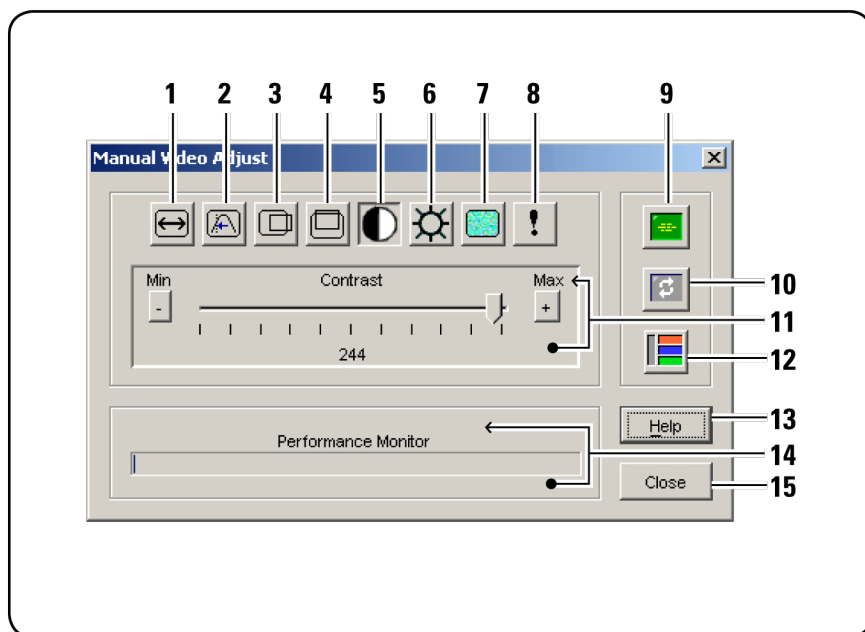 1 2 3 4 5 6 7 8 9
Manual Video Adjust
10
Min Contrast Max
- +
11
244
12
Help 13
Performance Monitor
14
Close 15